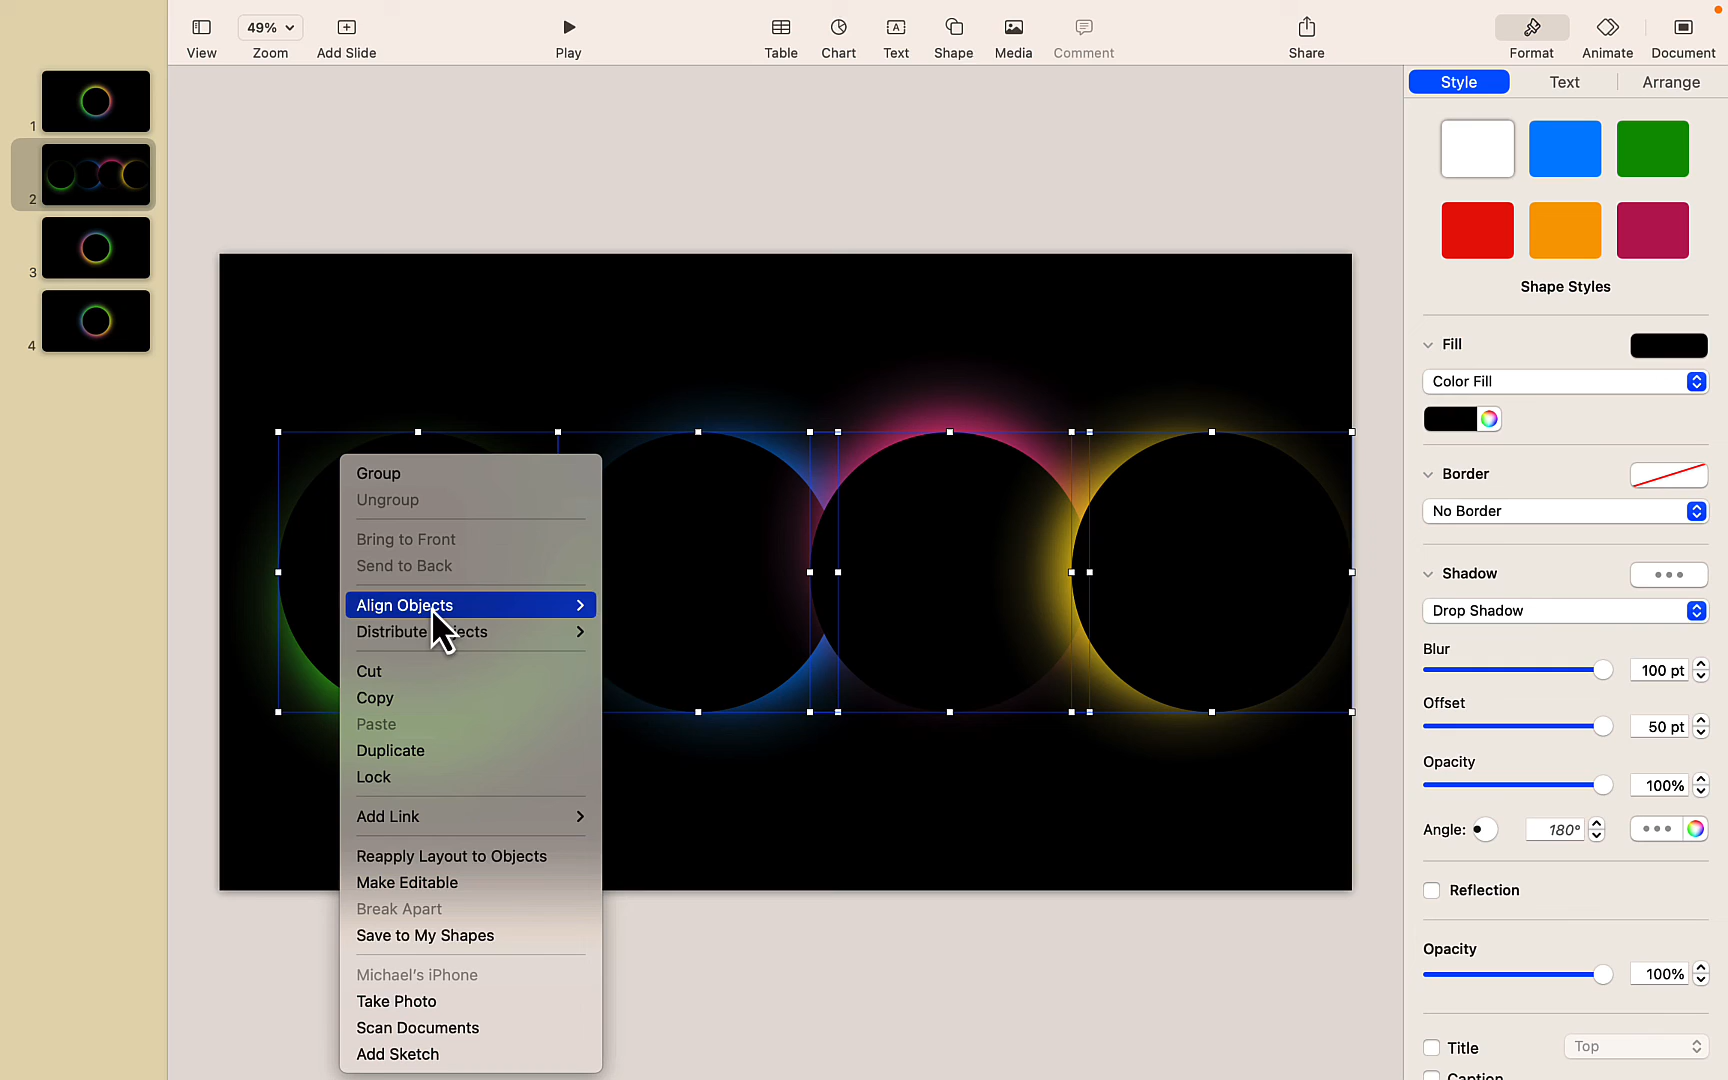 View
49%
Zoom
Add Slide
Play
Table
Chart
Text
Shape
Media
Comment
Share
Format
Animate
Document
1
2
3
4
Group
Ungroup
Bring to Front
Send to Back
Align Objects
Distribute Objects
Cut
Copy
Paste
Duplicate
Lock
Add Link
Reapply Layout to Objects
Make Editable
Break Apart
Save to My Shapes
Michael's iPhone
Take Photo
Scan Documents
Add Sketch
Style
Text
Arrange
Shape Styles
Fill
Color Fill
Border
No Border
Shadow
Drop Shadow
Blur
100 pt
Offset
50 pt
Opacity
100%
Angle:
180°
Reflection
Opacity
100%
Title
Top
Caption